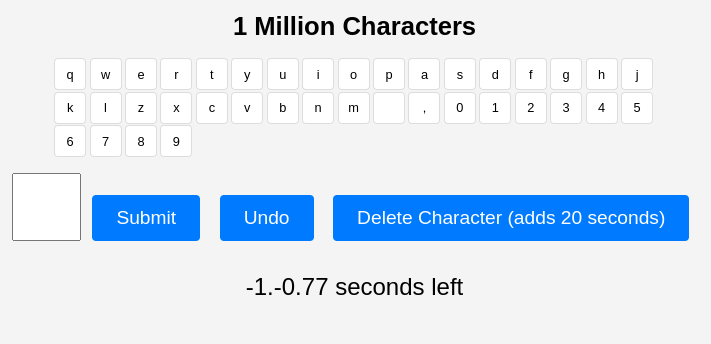 1 Million Characters
q w e r t y u i o p a s d f g h j
k l z x c v b n m , 0 1 2 3 4 5
6 7 8 9
Submit Undo Delete Character (adds 20 seconds)
-1.-0.77 seconds left